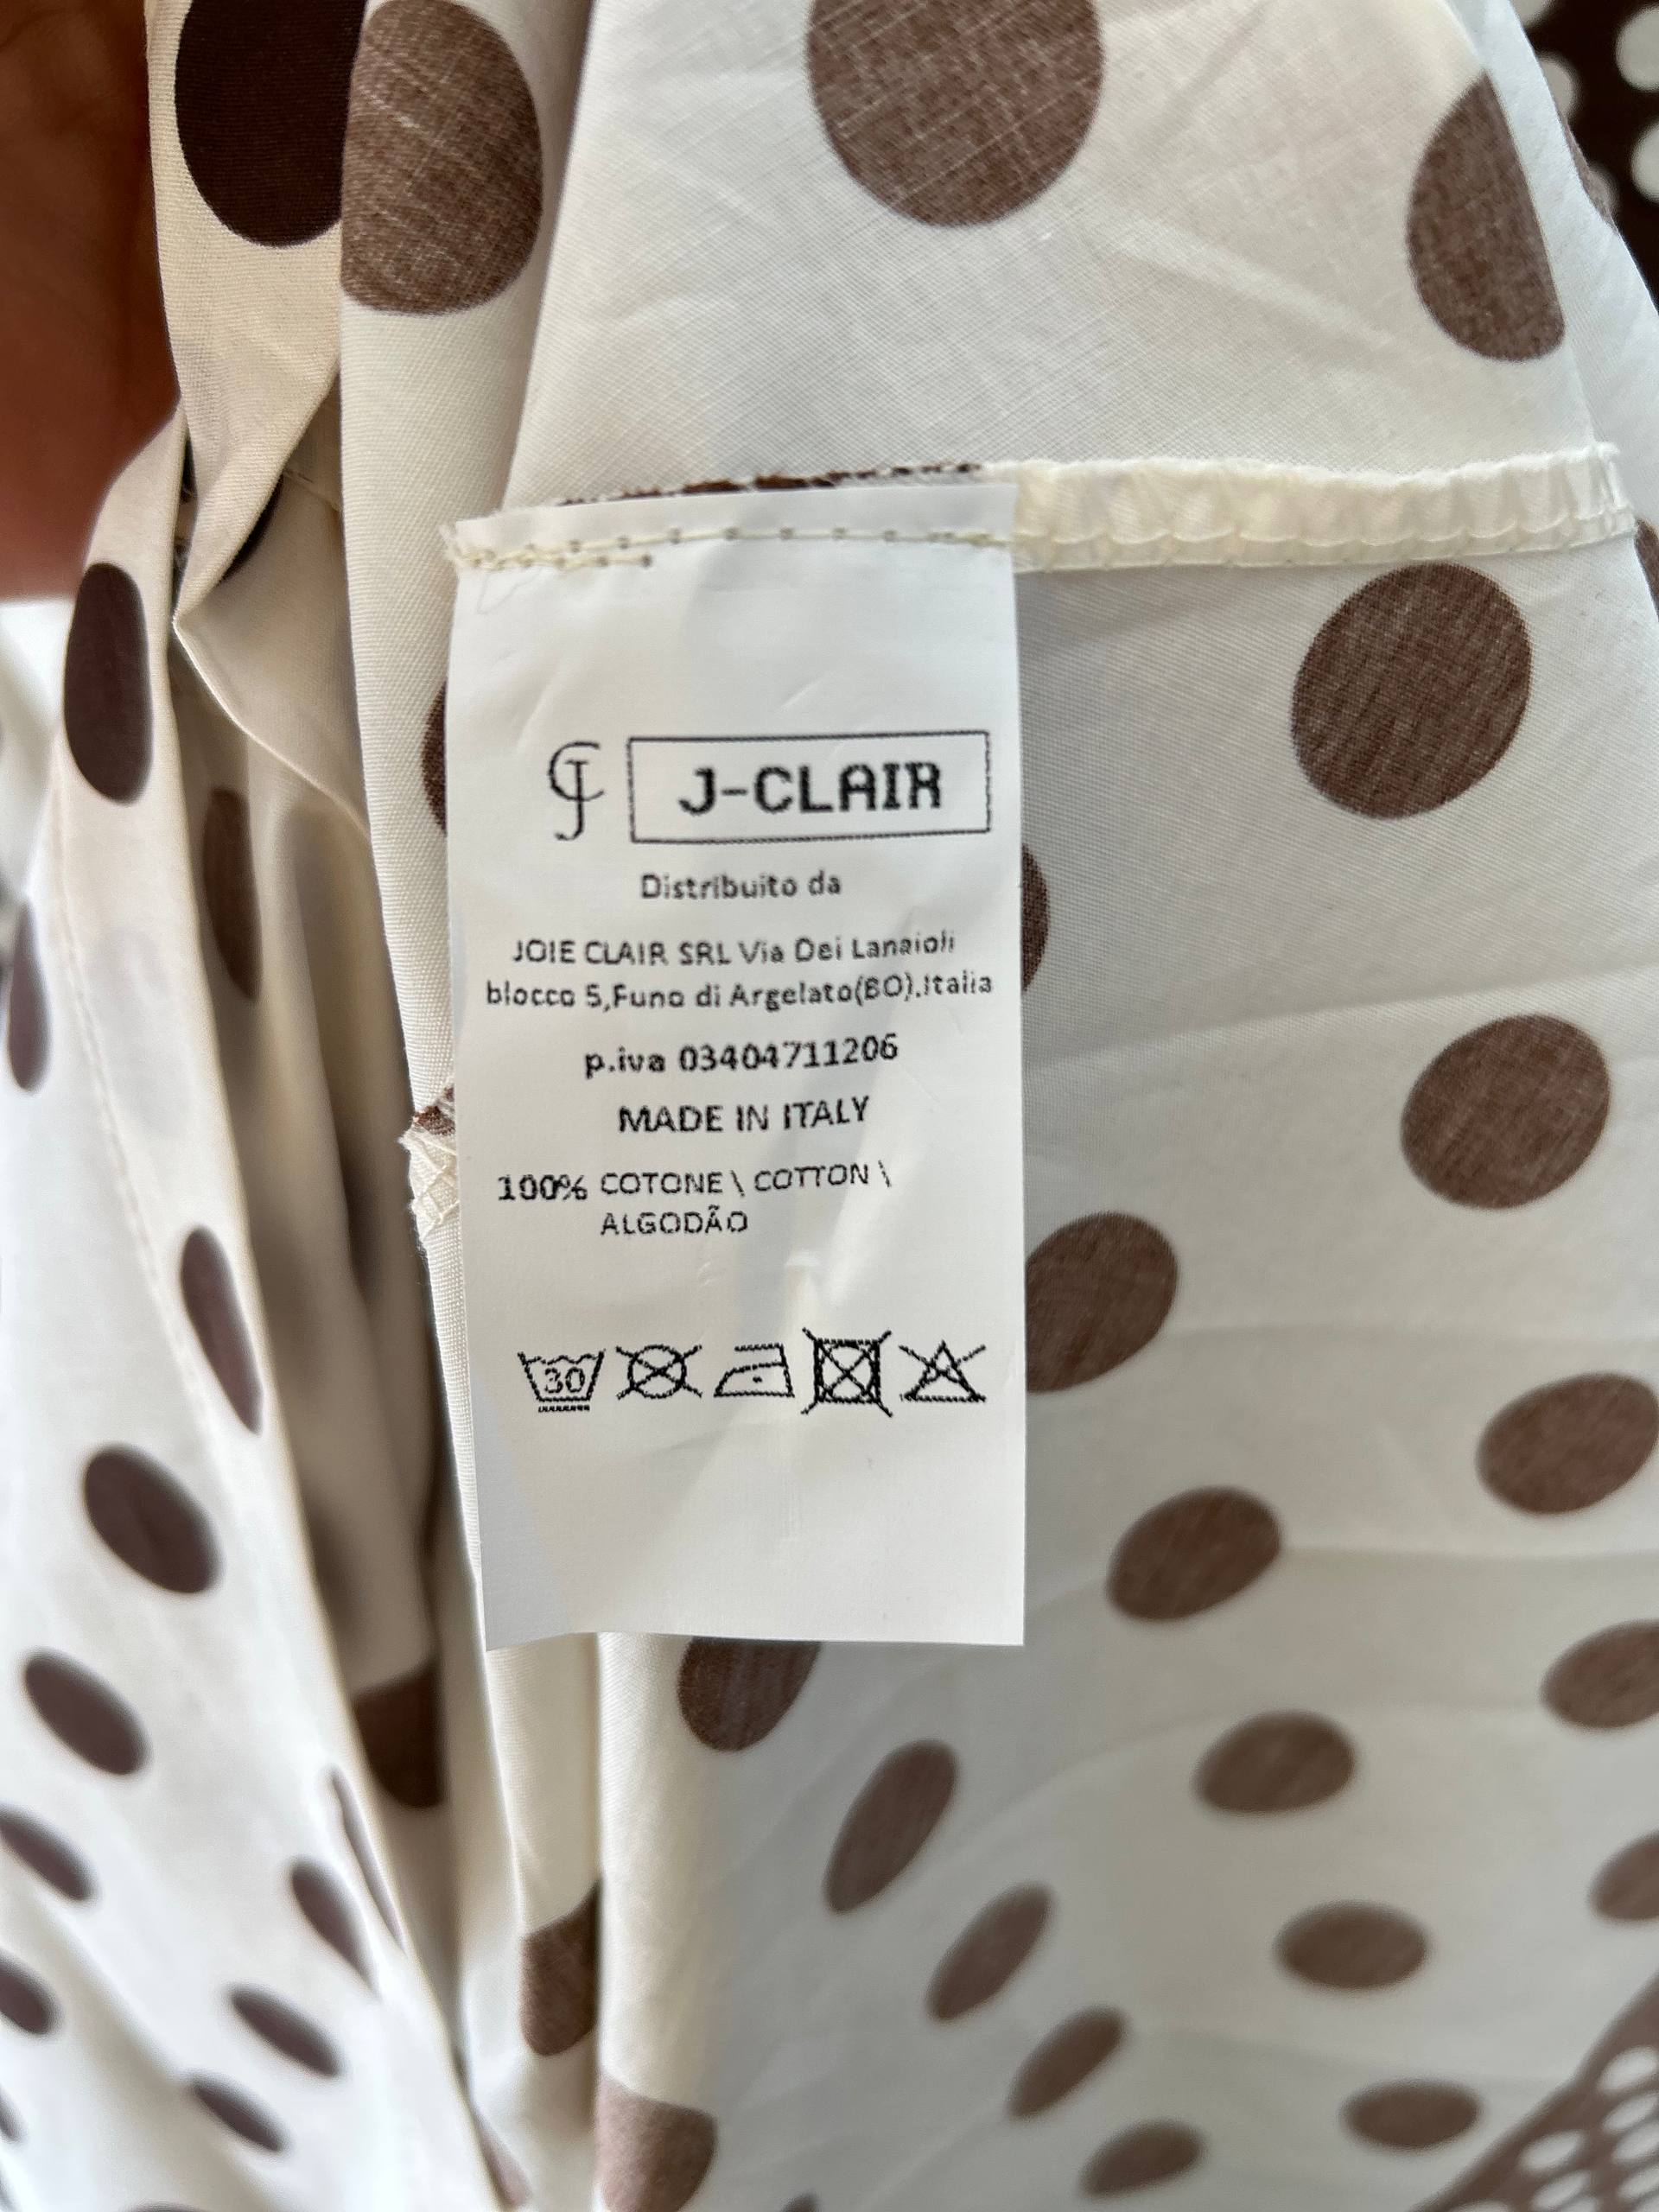 CJ J-CLAIR
Distribuito da
JOIE CLAIR SRL Via Dei Lanaioli
blocco 5,Funo di Argelato(BO).Italia
p.iva 03404711206
MADE IN ITALY
100% COTONE \ COTTON \
ALGODÃO
30